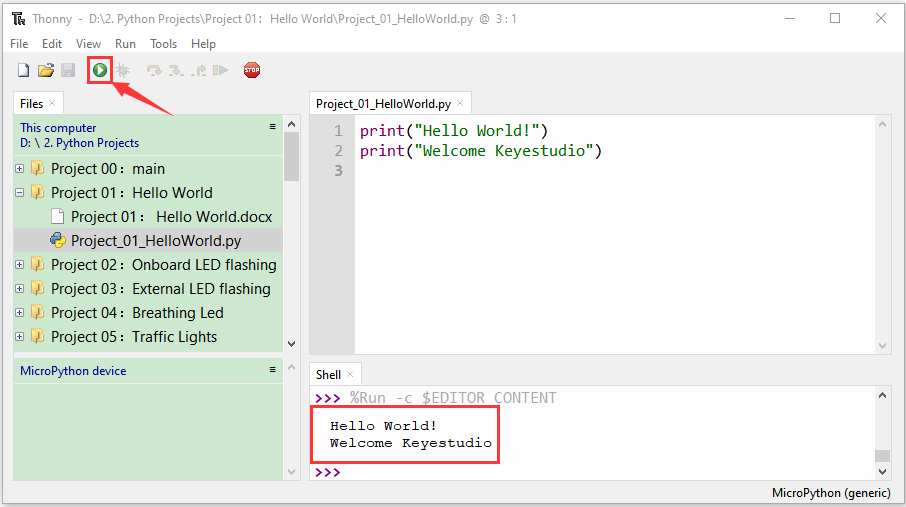 Thonny - D:\2. Python Projects\Project 01：Hello World\Project_01_HelloWorld.py @ 3 : 1
File Edit View Run Tools Help
STOP
Files
This computer
D: \ 2. Python Projects
Project 00：main
Project 01：Hello World
Project 01： Hello World.docx
Project_01_HelloWorld.py
Project 02：Onboard LED flashing
Project 03：External LED flashing
Project 04：Breathing Led
Project 05：Traffic Lights
MicroPython device
Project_01_HelloWorld.py
1 print("Hello World!")
2 print("Welcome Keyestudio")
3
Shell
>>> %Run -c $EDITOR_CONTENT
Hello World!
Welcome Keyestudio
>>>
MicroPython (generic)